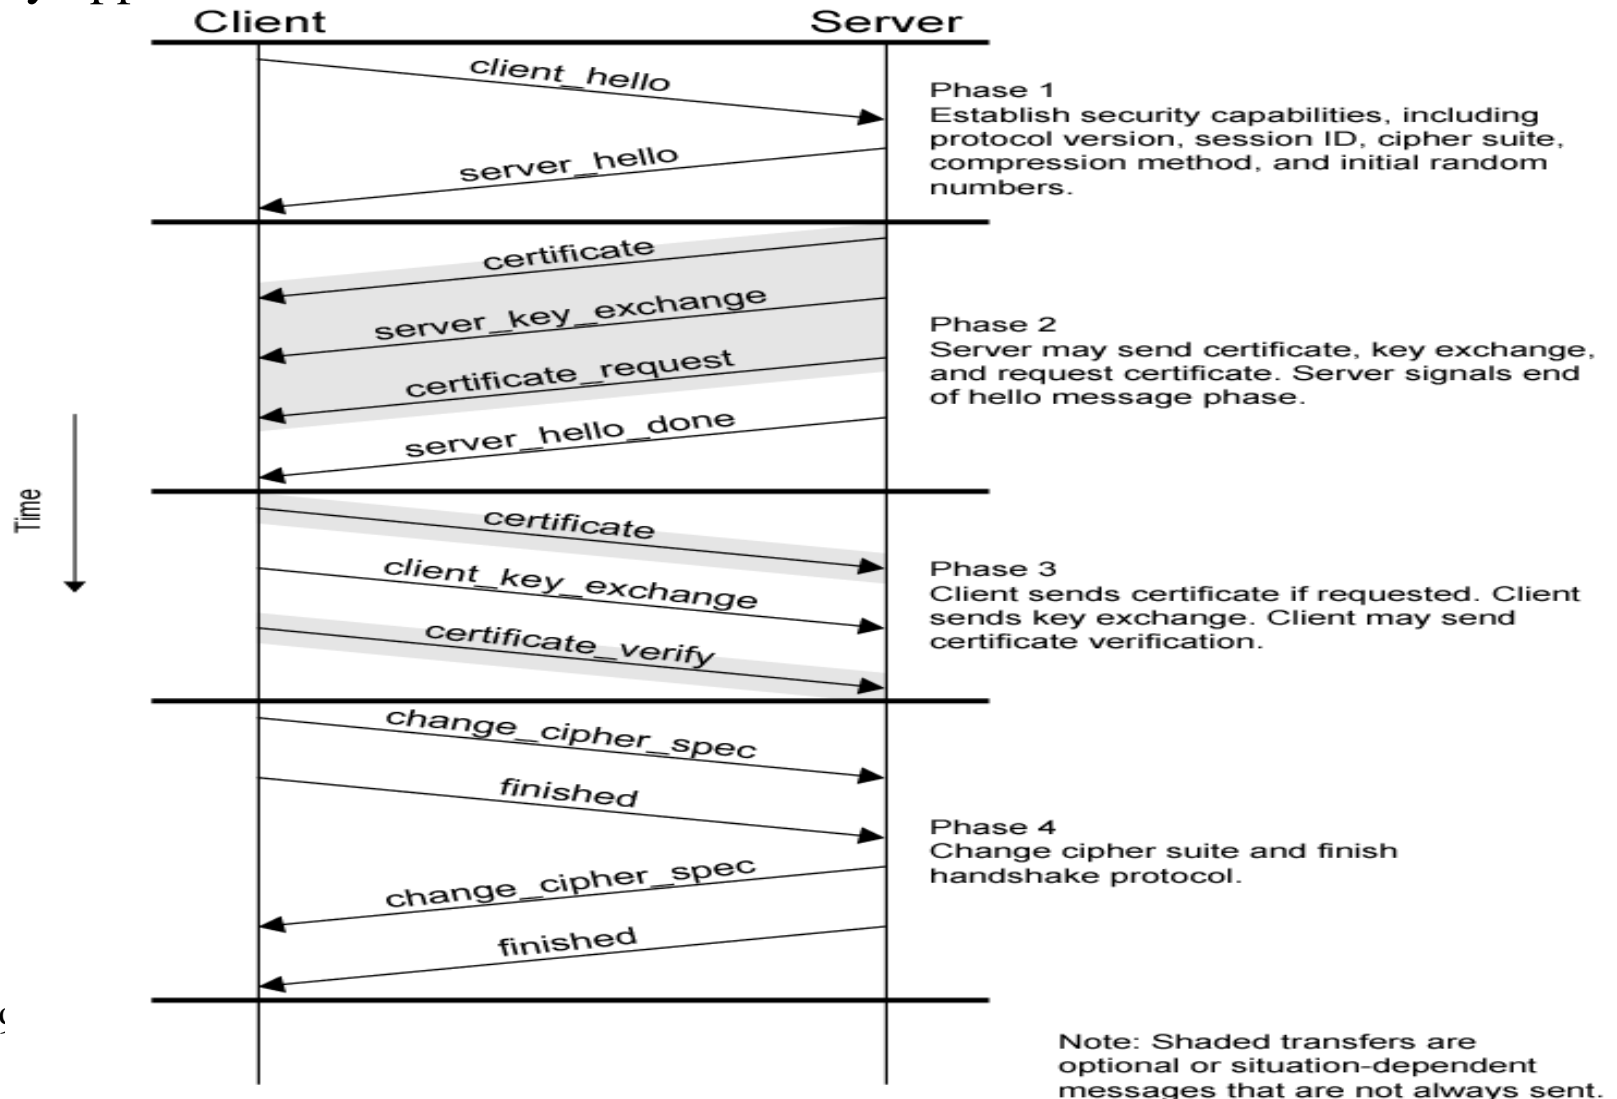 Client Server
client_hello
server_hello
Phase 1
Establish security capabilities, including
protocol version, session ID, cipher suite,
compression method, and initial random
numbers.
certificate
server_key_exchange
certificate_request
server_hello_done
Phase 2
Server may send certificate, key exchange,
and request certificate. Server signals end
of hello message phase.
Time
certificate
client_key_exchange
certificate_verify
Phase 3
Client sends certificate if requested. Client
sends key exchange. Client may send
certificate verification.
change_cipher_spec
finished
change_cipher_spec
finished
Phase 4
Change cipher suite and finish
handshake protocol.
Note: Shaded transfers are
optional or situation-dependent
messages that are not always sent.